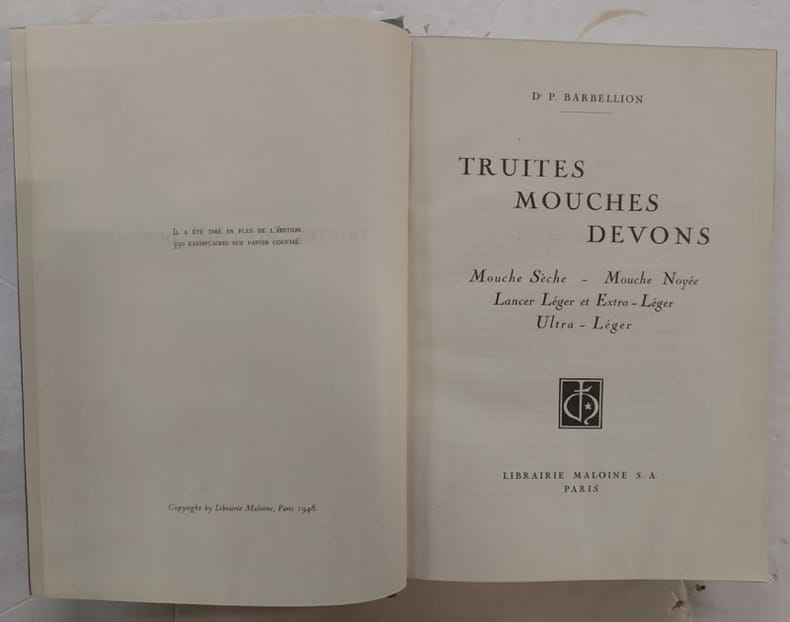 IL A ÉTÉ TIRÉ EN PLUS DE L'ÉDITION
350 EXEMPLAIRES SUR PAPIER COUCHÉ.
Copyright by Librairie Maloine, Paris 1948.
Dr P. BARBELLION
TRUITES
MOUCHES
DEVONS
Mouche Sèche - Mouche Noyée
Lancer Léger et Extra-Léger
Ultra-Léger
LIBRAIRIE MALOINE S. A.
PARIS